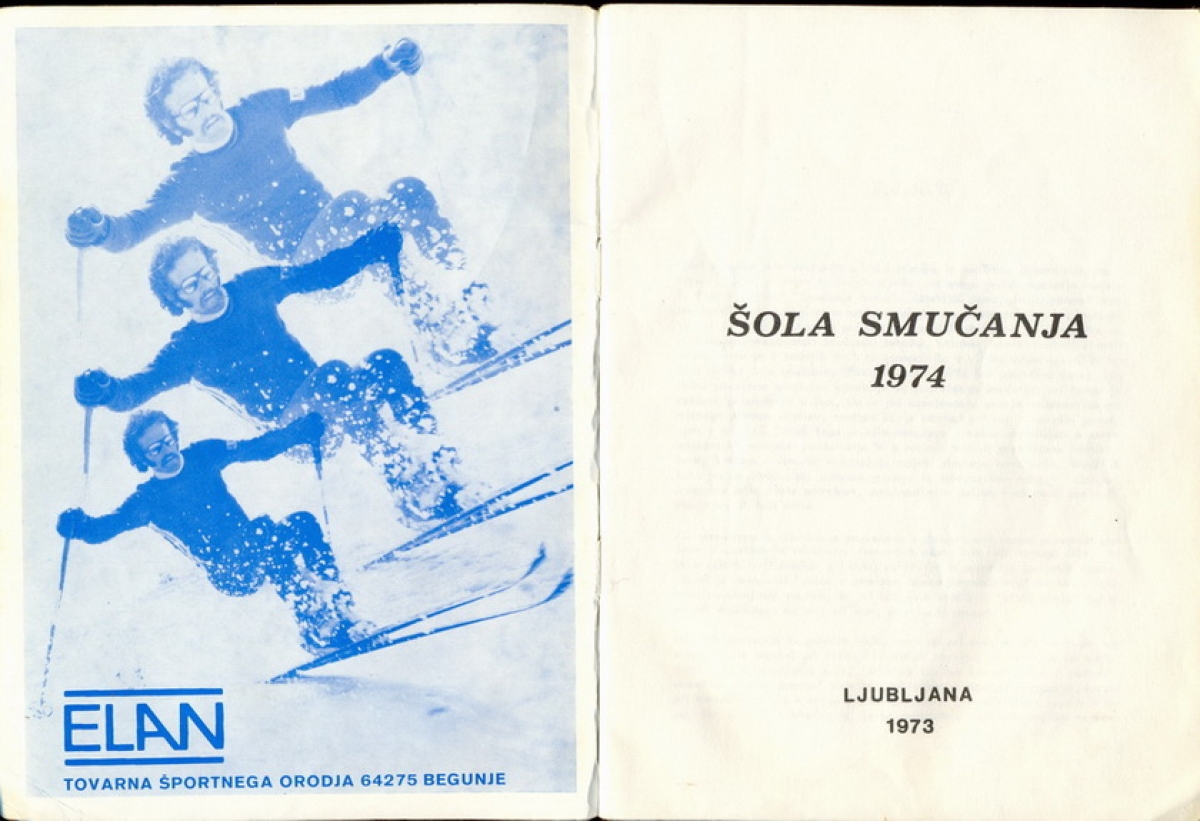 ELAN
TOVARNA ŠPORTNEGA ORODJA 64275 BEGUNJE
ŠOLA SMUČANJA
1974
LJUBLJANA
1973